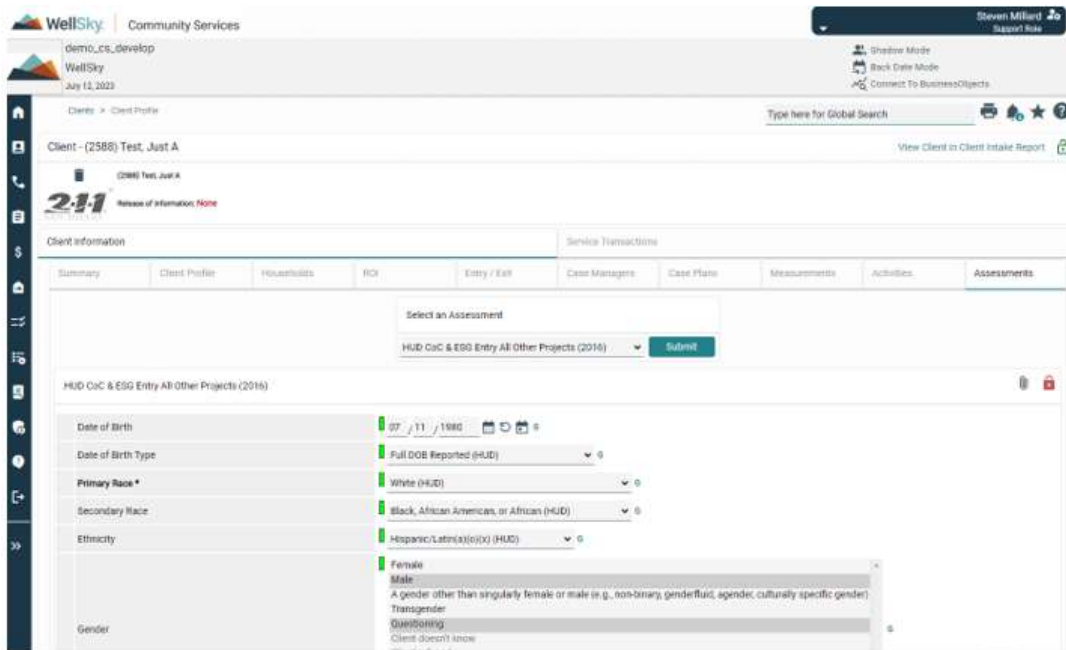 WellSky. Community Services
Steven Millard
Support Role
demo_cs_develop
WellSky
July 12, 2023
Shadow Mode
Back Date Mode
Connect To BusinessObjects
Clients > Client Profile
Type here for Global Search
Client - (2588) Test, Just A
View Client in Client Intake Report
(2588) Test, Just A
2-1-1
Release of Information: None
Client Information
Service Transactions
Summary
Client Profile
Households
ROI
Entry / Exit
Case Managers
Case Plans
Measurements
Activities
Assessments
Select an Assessment
HUD CoC & ESG Entry All Other Projects (2016)
Submit
HUD CoC & ESG Entry All Other Projects (2016)
Date of Birth
07 / 11 / 1980 G
Date of Birth Type
Full DOB Reported (HUD) G
Primary Race *
White (HUD) G
Secondary Race
Black, African American, or African (HUD) G
Ethnicity
Hispanic/Latin(a)(o)(x) (HUD) G
Gender
Female
Male
A gender other than singularly female or male (e.g., non-binary, genderfluid, agender, culturally specific gender)
Transgender
Questioning
Client doesn't know
G